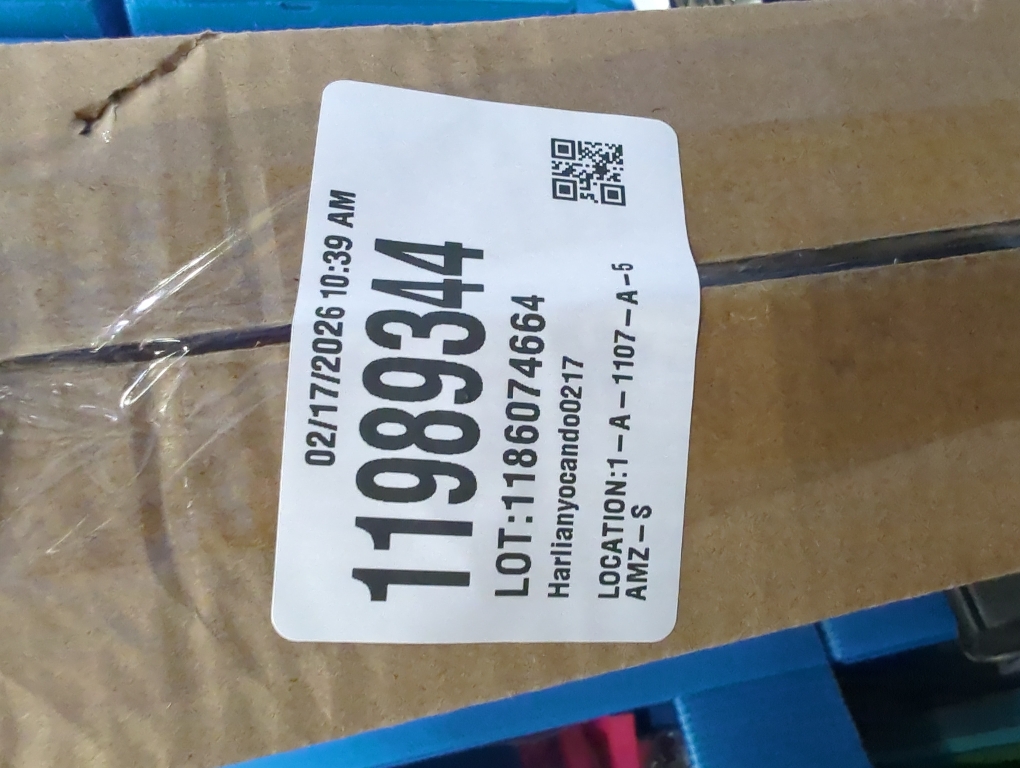 02/17/2026 10:39 AM
11989344
LOT:1186074664
Harlianyocando0217
LOCATION:1-A-1107-A-5
AMZ-S